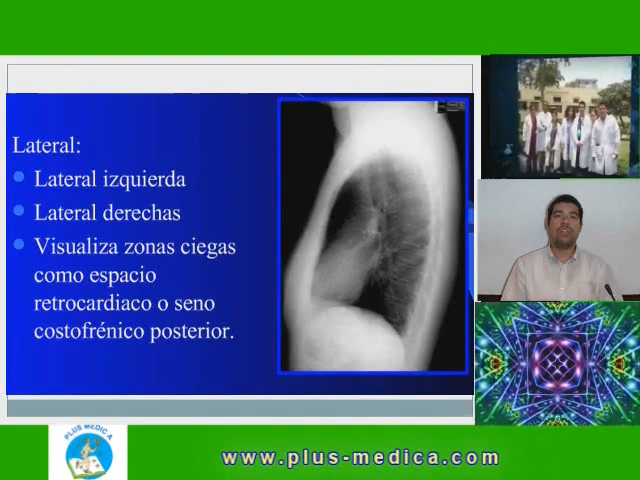 Lateral:
Lateral izquierda
Lateral derechas
Visualiza zonas ciegas
como espacio
retrocardiaco o seno
costofrénico posterior.
PLUS MEDICA
www.plus-medica.com